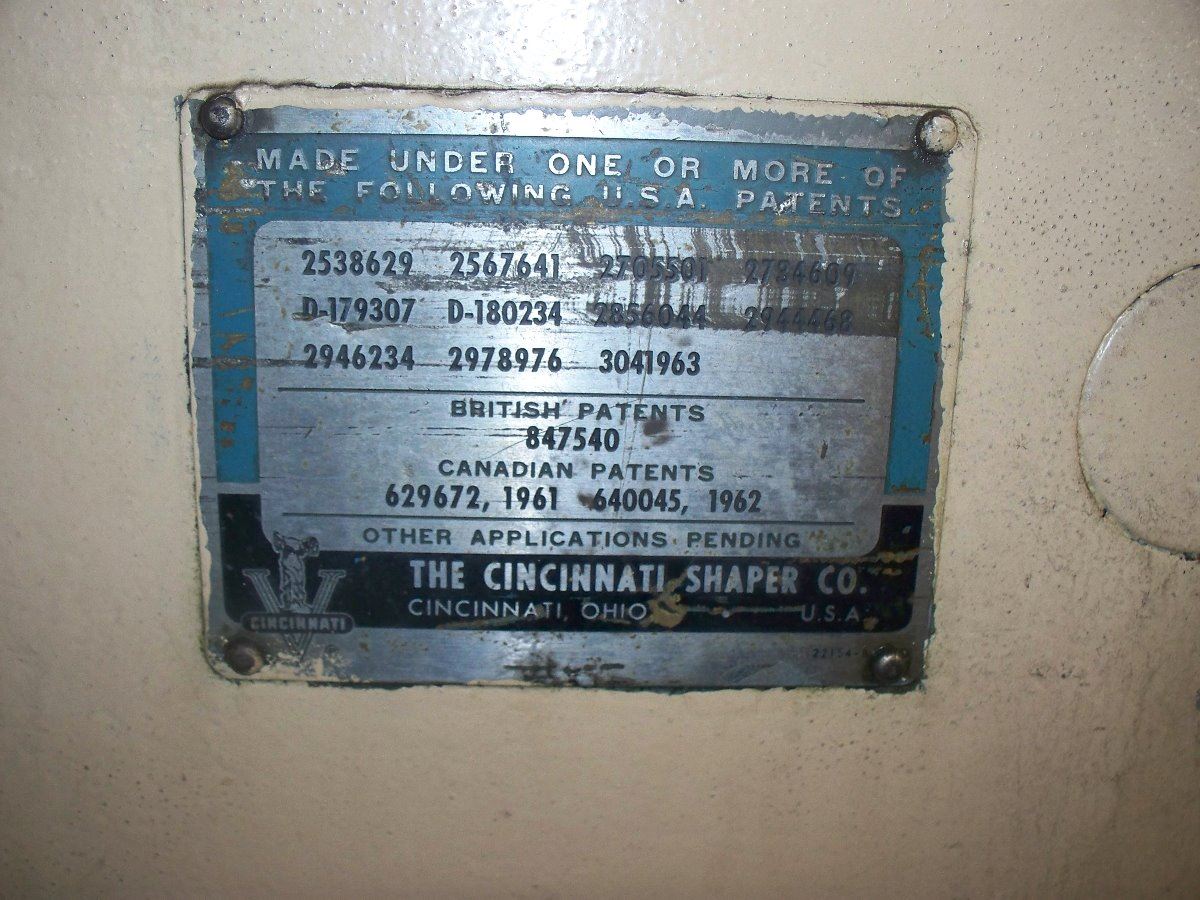 MADE UNDER ONE OR MORE OF
THE FOLLOWING U.S.A. PATENTS
2538629 2567641 2705501 2784609
D-179307 D-180234 2856044 2944468
2946234 2978976 3041963
BRITISH PATENTS
847540
CANADIAN PATENTS
629672, 1961 640045, 1962
OTHER APPLICATIONS PENDING
THE CINCINNATI SHAPER CO.
CINCINNATI, OHIO U.S.A.
CINCINNATI